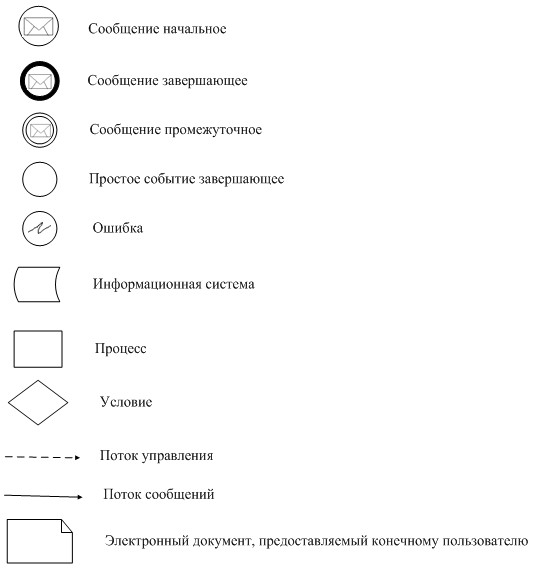 Сообщение начальное
Сообщение завершающее
Сообщение промежуточное
Простое событие завершающее
Ошибка
Информационная система
Процесс
Условие
Поток управления
Поток сообщений
Электронный документ, предоставляемый конечному пользователю